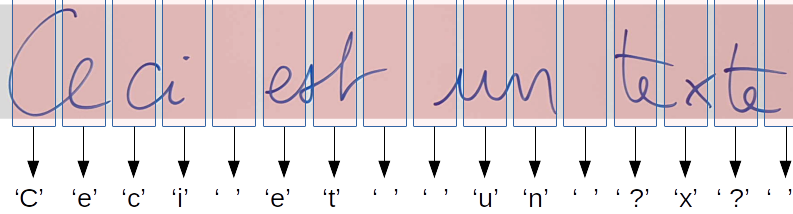 Ceci est un texte
‘C’ ‘e’ ‘c’ ‘i’ ‘ ’ ‘e’ ‘t’ ‘ ’ ‘ ’ ‘u’ ‘n’ ‘ ’ ‘ ?’ ‘x’ ‘ ?’ ‘ ’